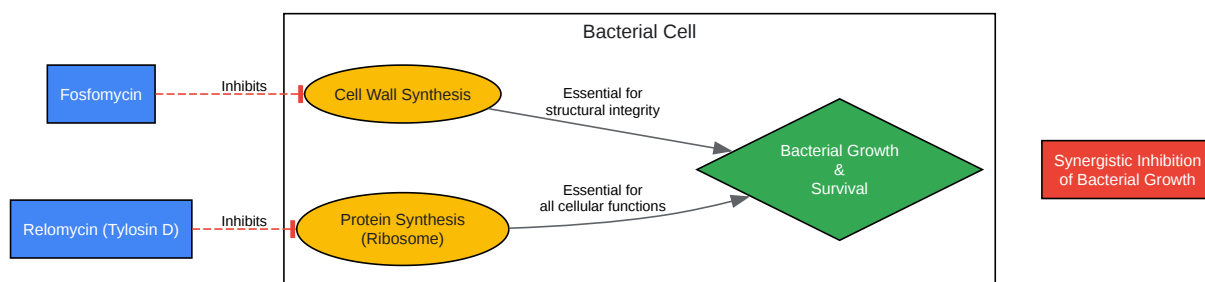 Bacterial Cell
Fosfomycin
Inhibits
Cell Wall Synthesis
Essential for
structural integrity
Bacterial Growth
&
Survival
Synergistic Inhibition
of Bacterial Growth
Relomycin (Tylosin D)
Inhibits
Protein Synthesis
(Ribosome)
Essential for
all cellular functions